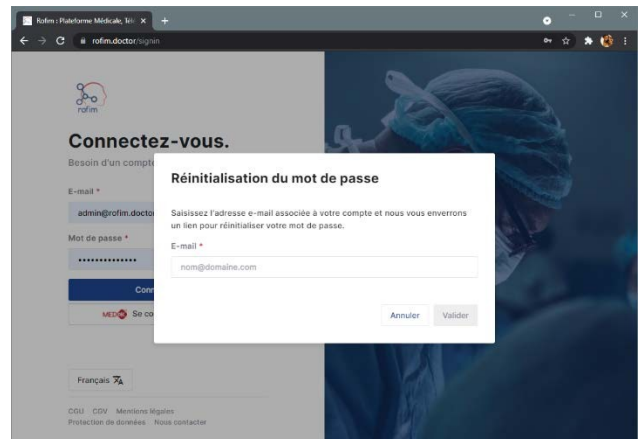 Rofim : Plateforme Médicale, Télé
rofim.doctor/signin
rofim
Connectez-vous.
Besoin d'un compte
E-mail *
admin@rofim.doctor
Mot de passe *
Conn
MEDIC Se co
Réinitialisation du mot de passe
Saisissez l'adresse e-mail associée à votre compte et nous vous enverrons
un lien pour réinitialiser votre mot de passe.
E-mail *
nom@domaine.com
Annuler Valider
Français
CGU CGV Mentions légales
Protection de données Nous contacter